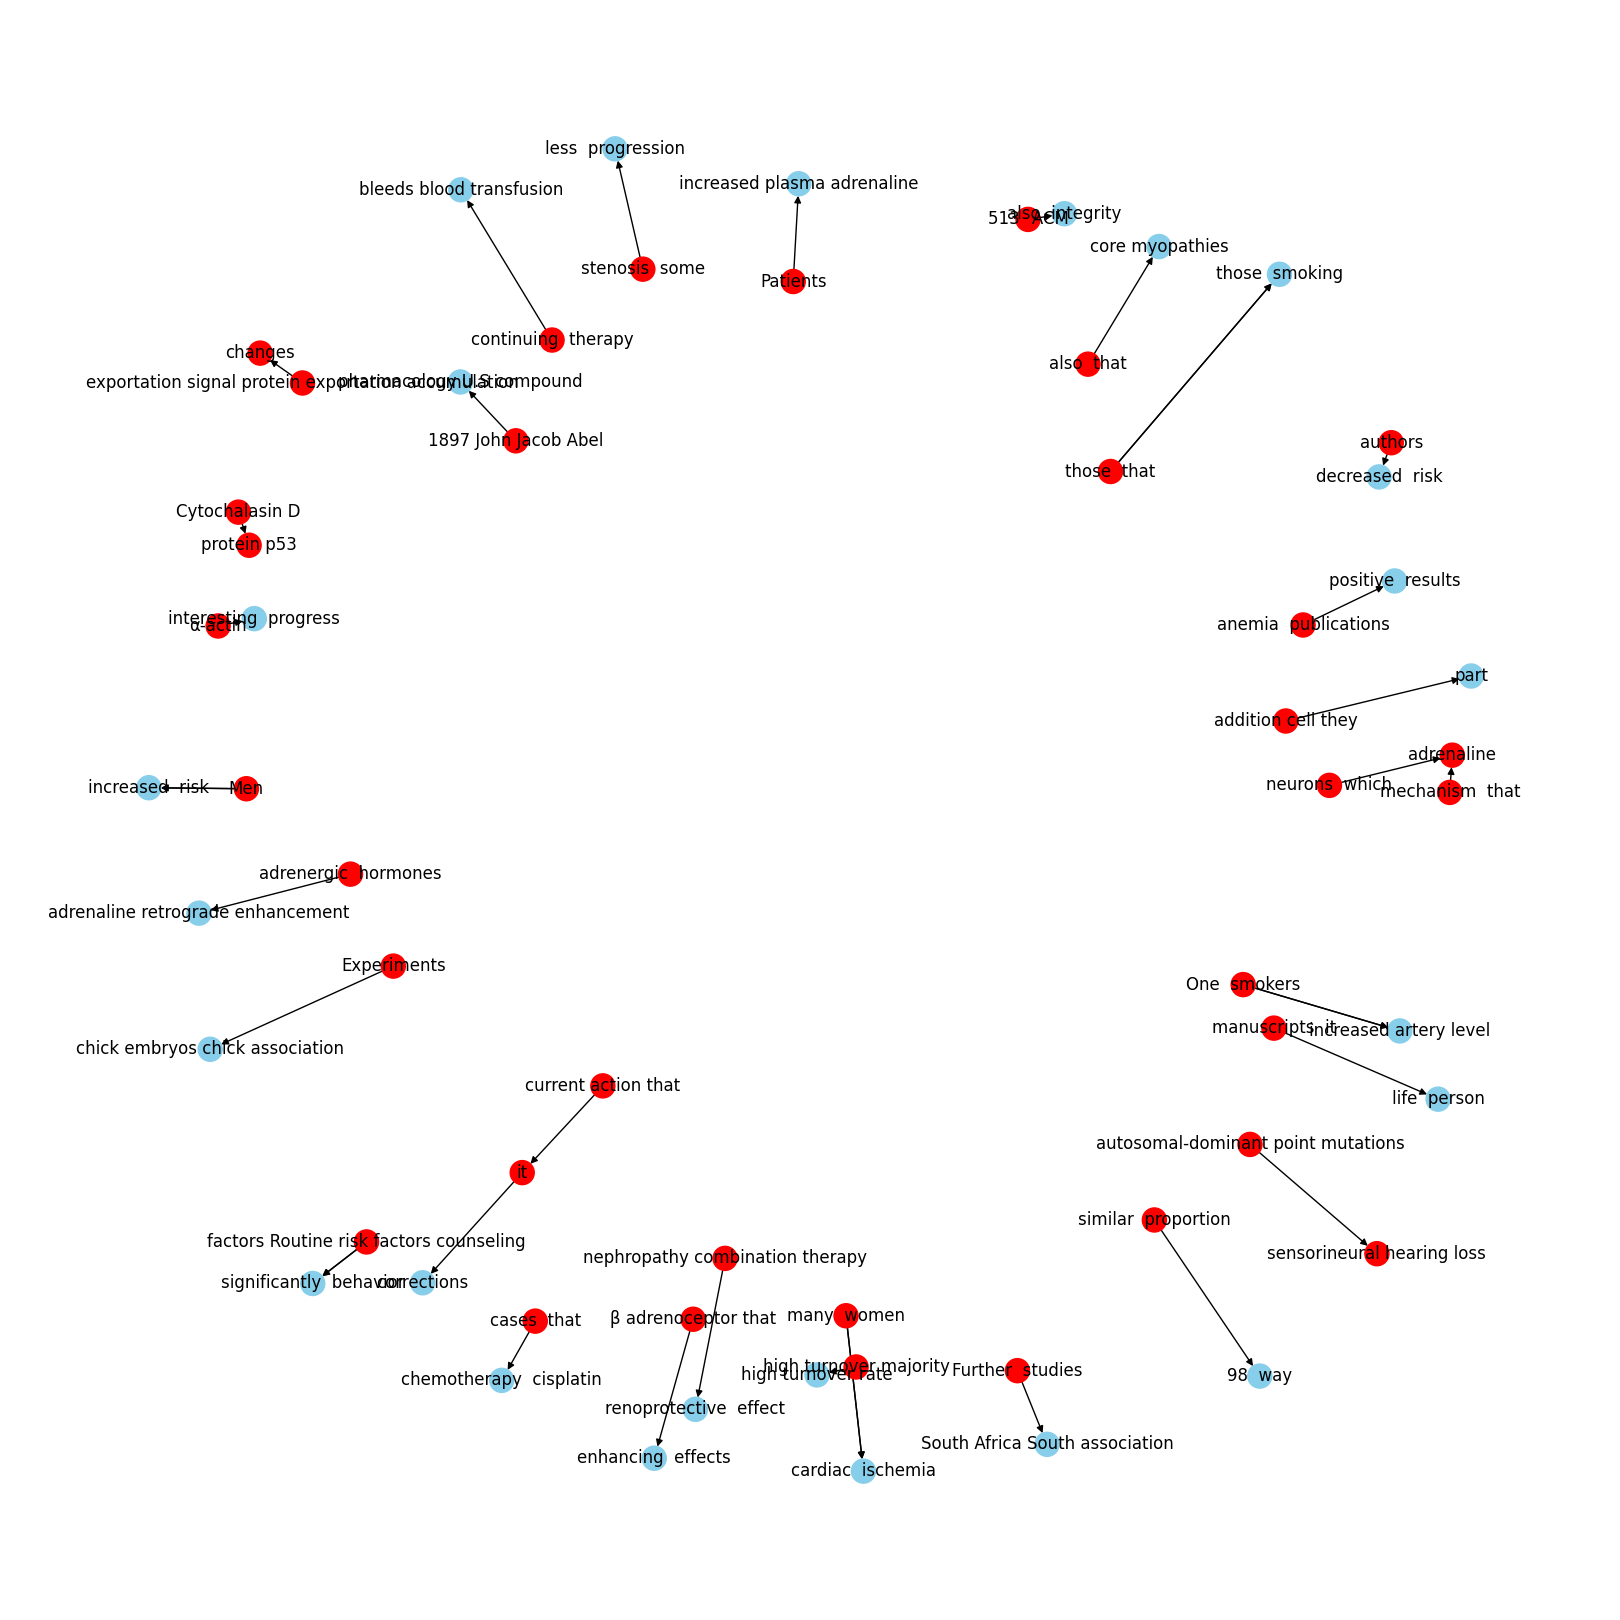 less  progression
increased plasma adrenaline
bleeds blood transfusion
also  integrity
513  ACM
core myopathies
stenosis  some
those  smoking
Patients
continuing  therapy
changes
also  that
exportation signal protein exportation accumulation
pharmacology U.S compound
1897 John Jacob Abel
authors
those  that
decreased  risk
Cytochalasin D
protein p53
positive  results
interesting  progress
α-actin
anemia  publications
part
addition cell they
adrenaline
neurons  which
mechanism  that
increased  risk
Men
adrenergic  hormones
adrenaline retrograde enhancement
Experiments
One  smokers
manuscripts  it
increased artery level
chick embryos chick association
current action that
life  person
autosomal-dominant point mutations
it
similar  proportion
factors Routine risk factors counseling
sensorineural hearing loss
nephropathy combination therapy
significantly  behavior
corrections
many  women
β adrenoceptor that
cases  that
high turnover majority
high turnover rate
Further  studies
98  way
chemotherapy  cisplatin
renoprotective  effect
South Africa South association
enhancing  effects
cardiac  ischemia